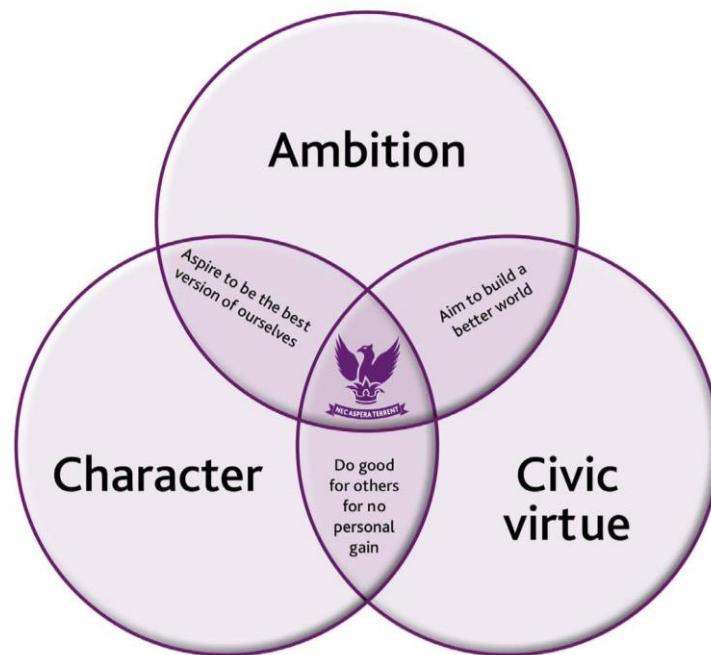 Ambition
Aspire to be the best
version of ourselves
Aim to build a
better world
NEC ASPERA TERRENT
Character
Do good
for others
for no
personal
gain
Civic
virtue